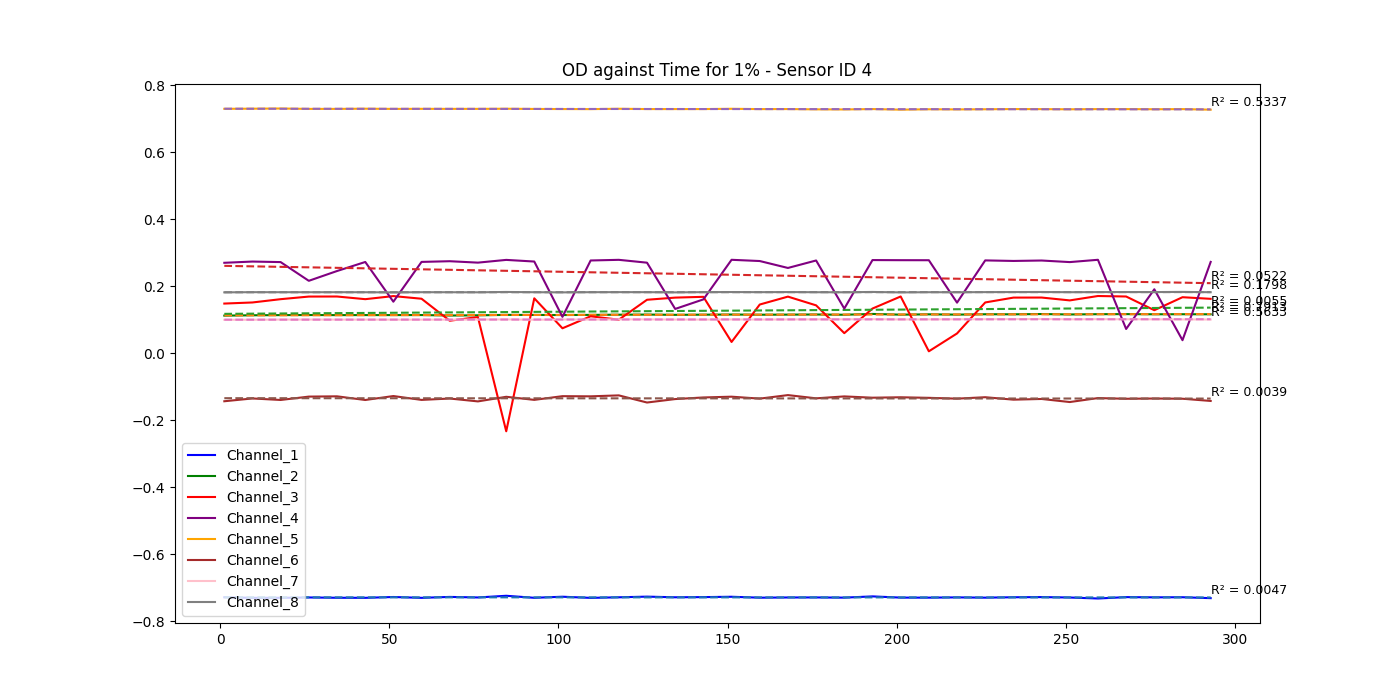 OD against Time for 1% - Sensor ID 4
0.8
0.6
0.4
0.2
0.0
−0.2
−0.4
−0.6
−0.8
R² = 0.5337
R² = 0.0522
R² = 0.1798
R² = 0.0055
R² = 0.5633
R² = 0.0039
R² = 0.0047
Channel_1
Channel_2
Channel_3
Channel_4
Channel_5
Channel_6
Channel_7
Channel_8
0
50
100
150
200
250
300